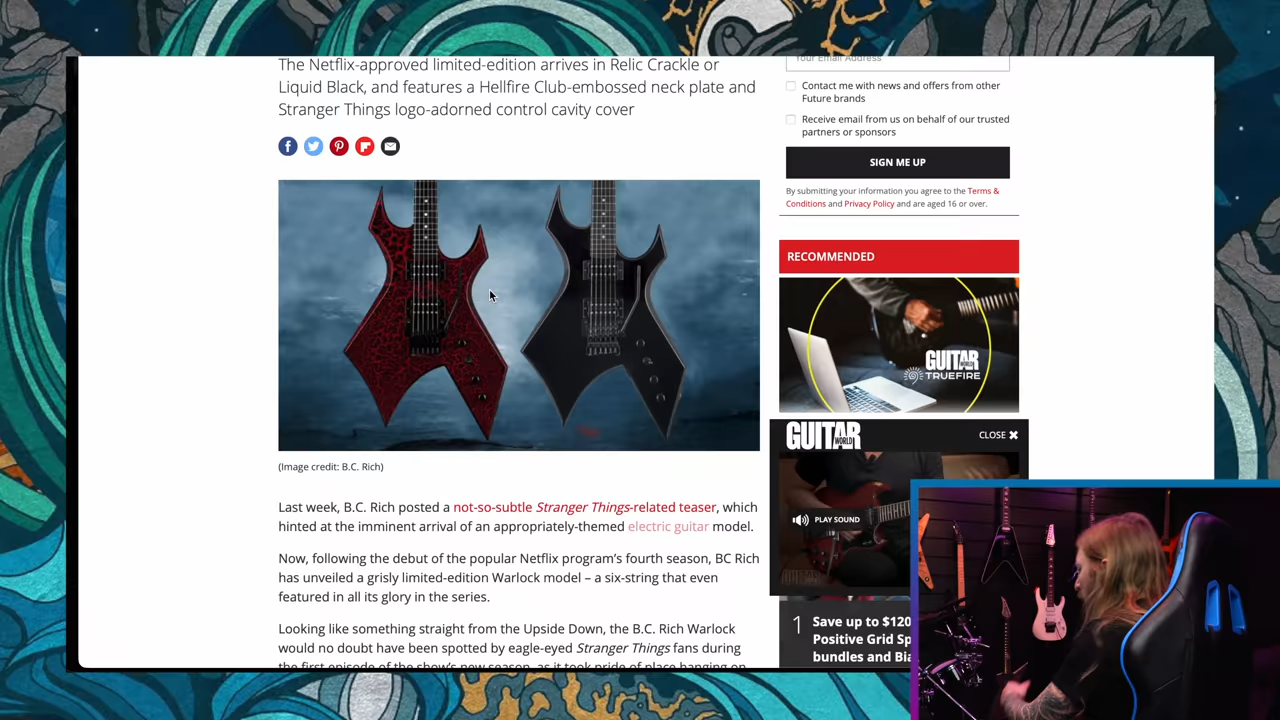 The Netflix-approved limited-edition arrives in Relic Crackle or
Liquid Black, and features a Hellfire Club-embossed neck plate and
Stranger Things logo-adorned control cavity cover
(Image credit: B.C. Rich)
Last week, B.C. Rich posted a not-so-subtle Stranger Things-related teaser, which
hinted at the imminent arrival of an appropriately-themed electric guitar model.
Now, following the debut of the popular Netflix program's fourth season, BC Rich
has unveiled a grisly limited-edition Warlock model – a six-string that even
featured in all its glory in the series.
Looking like something straight from the Upside Down, the B.C. Rich Warlock
would no doubt have been spotted by eagle-eyed Stranger Things fans during
the first episode of the show's new season, as it took pride of place hanging on
Your Email Address
Contact me with news and offers from other
Future brands
Receive email from us on behalf of our trusted
partners or sponsors
SIGN ME UP
By submitting your information you agree to the Terms &
Conditions and Privacy Policy and are aged 16 or over.
RECOMMENDED
GUITAR
WORLD
TRUEFIRE
GUITAR WORLD
CLOSE ✖
PLAY SOUND
1
Save up to $120
Positive Grid Sp
bundles and Bia